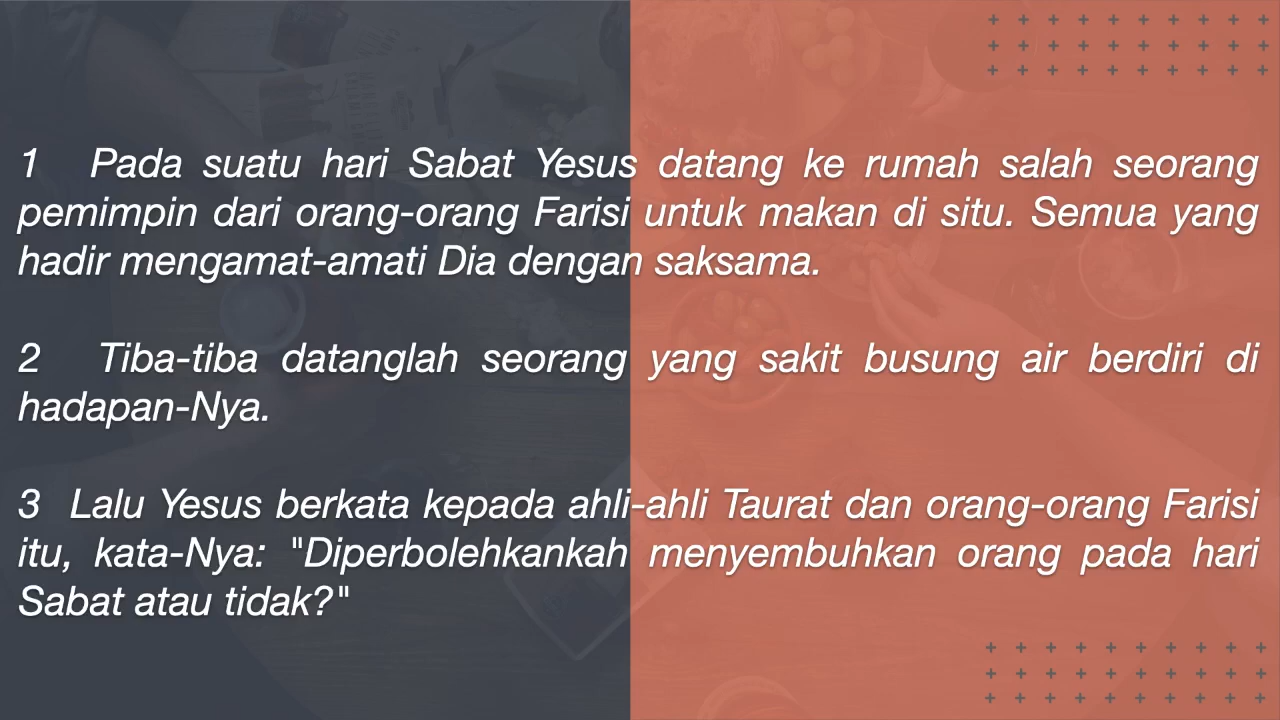 1 Pada suatu hari Sabat Yesus datang ke rumah salah seorang
pemimpin dari orang-orang Farisi untuk makan di situ. Semua yang
hadir mengamat-amati Dia dengan saksama.
2 Tiba-tiba datanglah seorang yang sakit busung air berdiri di
hadapan-Nya.
3 Lalu Yesus berkata kepada ahli-ahli Taurat dan orang-orang Farisi
itu, kata-Nya: "Diperbolehkankah menyembuhkan orang pada hari
Sabat atau tidak?"